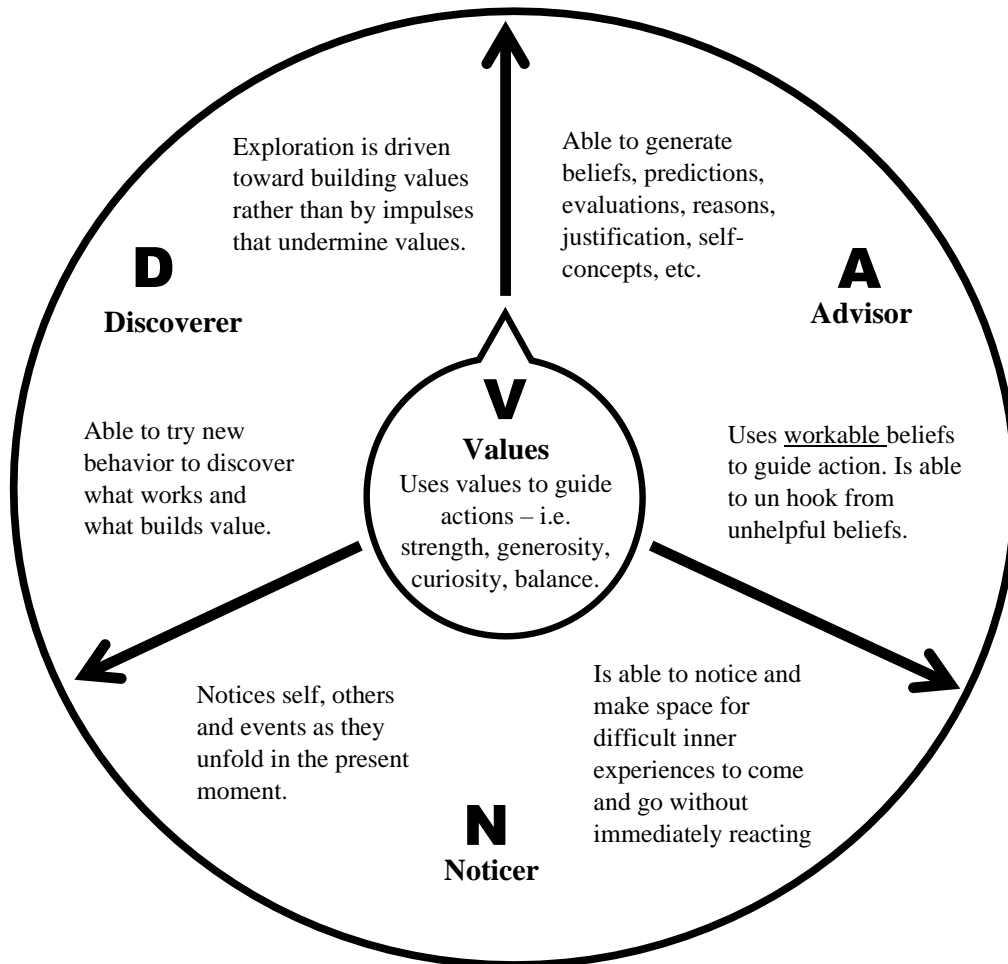 Exploration is driven
toward building values
rather than by impulses
that undermine values.
Able to generate
beliefs, predictions,
evaluations, reasons,
justification, self-
concepts, etc.
D
Discoverer
A
Advisor
Able to try new
behavior to discover
what works and
what builds value.
V
Values
Uses values to guide
actions – i.e.
strength, generosity,
curiosity, balance.
Uses workable beliefs
to guide action. Is able
to un hook from
unhelpful beliefs.
Notices self, others
and events as they
unfold in the present
moment.
Is able to notice and
make space for
difficult inner
experiences to come
and go without
immediately reacting
N
Noticer